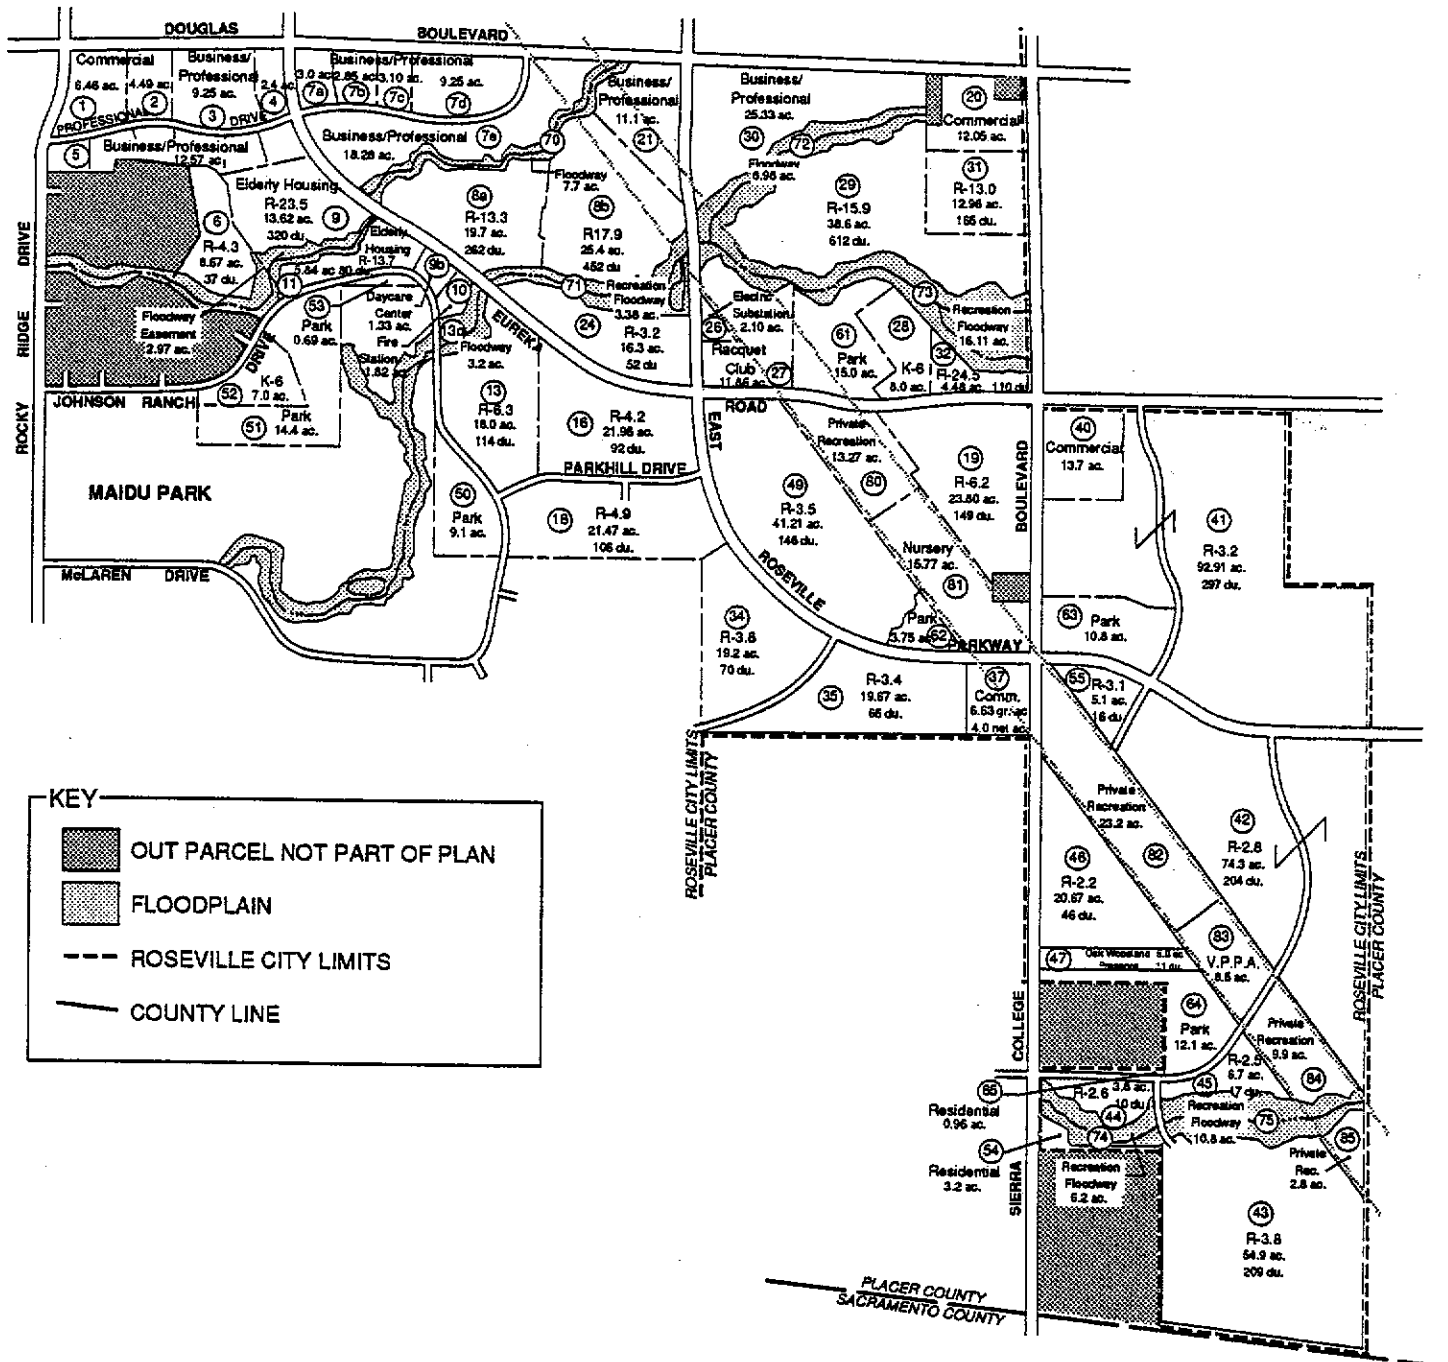 DOUGLAS BOULEVARD
Commercial
6.46 ac.
1
4.49 ac.
2
Business/
Professional
9.25 ac.
3
2.4 ac.
4
Business/Professional
3.0 ac.
7a
2.85 ac.
7b
3.10 ac.
7c
9.25 ac.
7d
PROFESSIONAL DRIVE
5
Business/Professional
12.57 ac.
Business/Professional
7e
18.28 ac.
70
Floodway
7.7 ac.
Business/
Professional
11.1 ac.
21
Business/
Professional
25.33 ac.
30
72
Floodway
6.96 ac.
20
Commercial
12.05 ac.
31
R-13.0
12.96 ac.
165 du.
29
R-15.9
38.6 ac.
612 du.
Elderly Housing
R-23.5
13.62 ac.
9
320 du
6
R-4.3
8.67 ac.
37 du.
8a
R-13.3
19.7 ac.
262 du
8b
R17.9
25.4 ac.
452 du
Elderly
Housing
R-13.7
5.84 ac 80 du
11
9b
10
Daycare
Center
1.33 ac.
Fire
Station
1.82 ac.
53
Park
0.69 ac.
Floodway
Easement
2.97 ac.
13a
Floodway
3.2 ac.
71
Recreation
Floodway
3.38 ac.
24
R-3.2
16.3 ac.
52 du
EUREKA ROAD
Electric
Substation
2.10 ac.
26
Racquet
Club
11.86 ac.
27
61
Park
15.0 ac.
28
K-6
8.0 ac.
73
Recreation
Floodway
16.11 ac.
32
R-24.5
4.48 ac. 110 du
ROCKY RIDGE DRIVE
JOHNSON RANCH DRIVE
52
K-6
7.0 ac.
51
Park
14.4 ac.
MAIDU PARK
McLAREN DRIVE
13
R-6.3
18.0 ac.
114 du.
16
R-4.2
21.96 ac.
92 du.
PARKHILL DRIVE
50
Park
9.1 ac.
18
R-4.9
21.47 ac.
106 du.
EAST ROSEVILLE PARKWAY
Private
Recreation
13.27 ac.
80
49
R-3.5
41.21 ac.
146 du.
19
R-6.2
23.80 ac.
149 du.
Nursery
15.77 ac.
81
Park
3.75 ac.
62
40
Commercial
13.7 ac.
41
R-3.2
92.91 ac.
297 du.
63
Park
10.8 ac.
34
R-3.6
19.2 ac.
70 du.
35
R-3.4
19.67 ac.
66 du.
37
Comm.
6.63 gr. ac
4.0 net ac.
55
R-3.1
5.1 ac.
16 du
ROSEVILLE CITY LIMITS
PLACER COUNTY
Private
Recreation
23.2 ac.
82
42
R-2.8
74.3 ac.
204 du.
46
R-2.2
20.67 ac.
46 du.
83
V.P.P.A.
8.5 ac.
47
Oak Woodland
Preserve
11 du.
64
Park
12.1 ac.
Private
Recreation
9.9 ac.
84
ROSEVILLE CITY LIMITS
PLACER COUNTY
SIERRA COLLEGE BOULEVARD
65
Residential
0.96 ac.
R-2.6
3.8 ac.
10 du
44
R-2.5
6.7 ac.
17 du.
45
Recreation
Floodway
10.8 ac.
75
54
Residential
3.2 ac.
74
Recreation
Floodway
6.2 ac.
85
Private
Rec.
2.8 ac.
43
R-3.8
54.9 ac.
209 du.
PLACER COUNTY
SACRAMENTO COUNTY
KEY
OUT PARCEL NOT PART OF PLAN
FLOODPLAIN
ROSEVILLE CITY LIMITS
COUNTY LINE